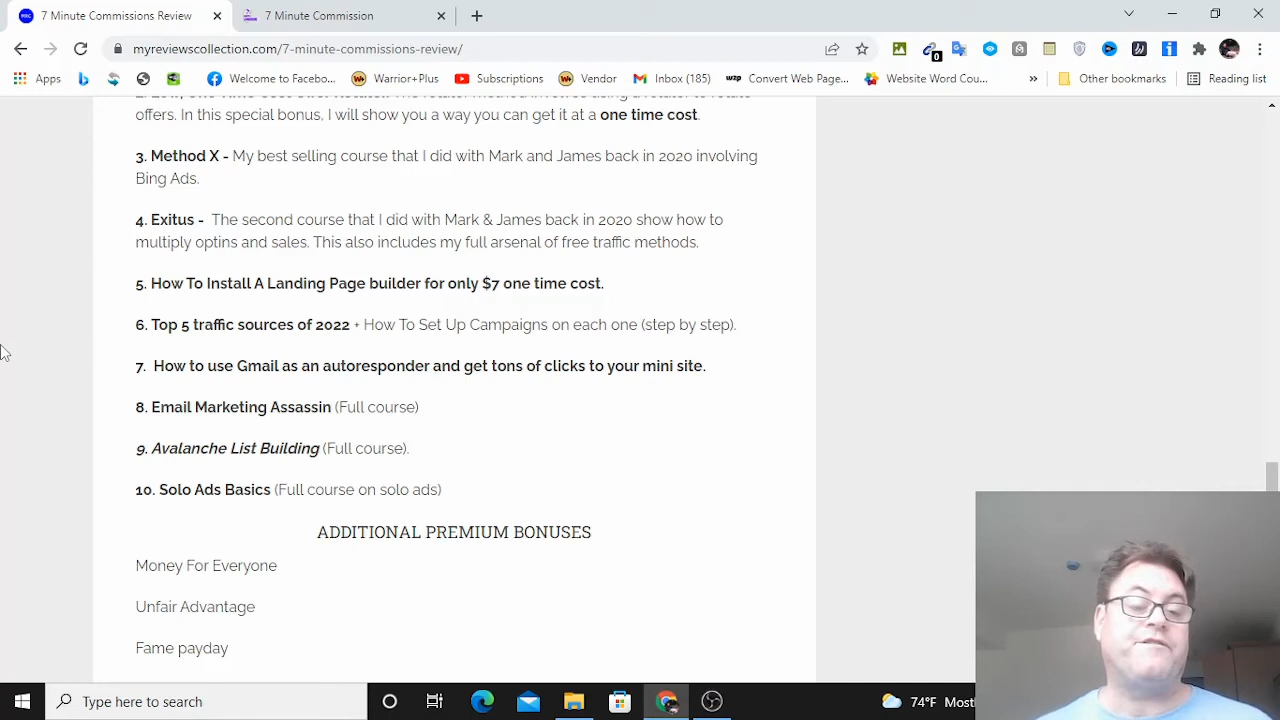 7 Minute Commissions Review
7 Minute Commission
myreviewscollection.com/7-minute-commissions-review/
0
Apps
Welcome to Facebo...
Warrior+Plus
Subscriptions
Vendor
Inbox (185)
Convert Web Page...
Website Word Cou...
»
Other bookmarks
Reading list
offers. In this special bonus, I will show you a way you can get it at a one time cost.
3. Method X - My best selling course that I did with Mark and James back in 2020 involving
Bing Ads.
4. Exitus - The second course that I did with Mark & James back in 2020 show how to
multiply optins and sales. This also includes my full arsenal of free traffic methods.
5. How To Install A Landing Page builder for only $7 one time cost.
6. Top 5 traffic sources of 2022 + How To Set Up Campaigns on each one (step by step).
7. How to use Gmail as an autoresponder and get tons of clicks to your mini site.
8. Email Marketing Assassin (Full course)
9. Avalanche List Building (Full course).
10. Solo Ads Basics (Full course on solo ads)
ADDITIONAL PREMIUM BONUSES
Money For Everyone
Unfair Advantage
Fame payday
Type here to search
74°F Mostl